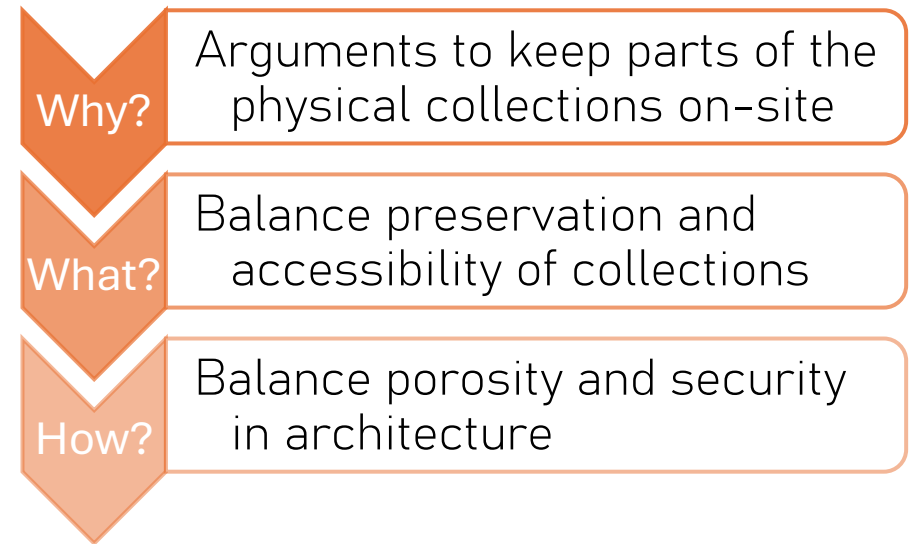 Why?
Arguments to keep parts of the
physical collections on-site
What?
Balance preservation and
accessibility of collections
How?
Balance porosity and security
in architecture